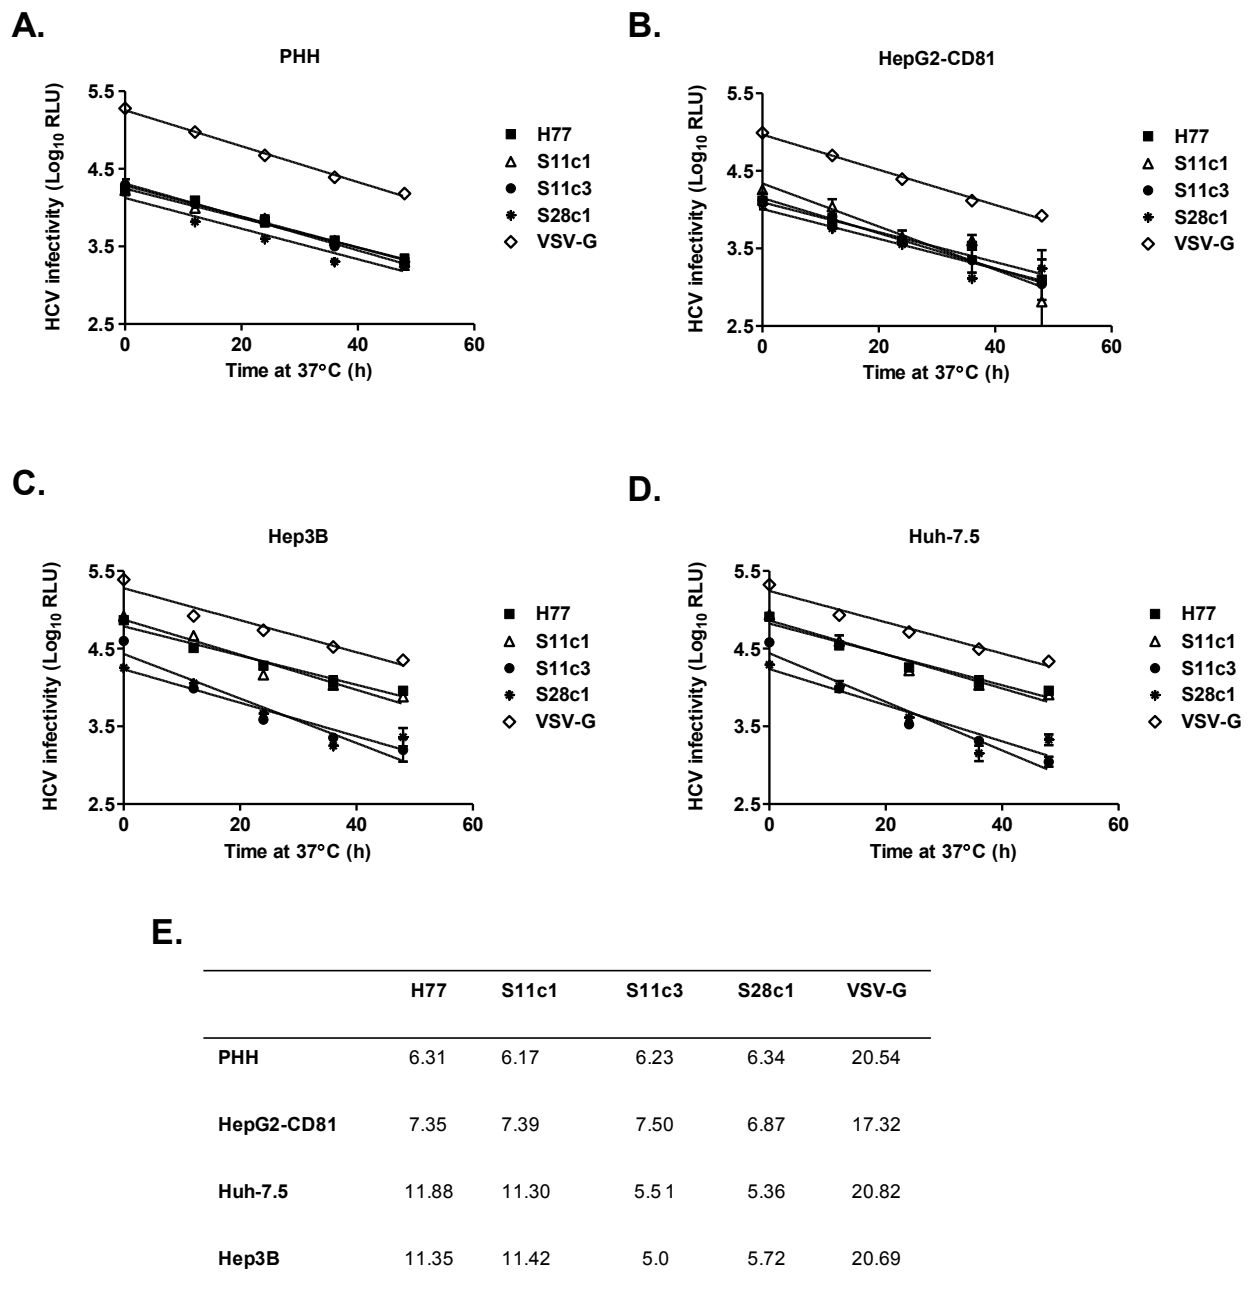 A.
PHH
HCV infectivity (Log10 RLU)
5.5
4.5
3.5
2.5
0 20 40 60
Time at 37°C (h)
H77
S11c1
S11c3
S28c1
VSV-G
B.
HepG2-CD81
HCV infectivity (Log10 RLU)
5.5
4.5
3.5
2.5
0 20 40 60
Time at 37°C (h)
H77
S11c1
S11c3
S28c1
VSV-G
C.
Hep3B
HCV infectivity (Log10 RLU)
5.5
4.5
3.5
2.5
0 20 40 60
Time at 37°C (h)
H77
S11c1
S11c3
S28c1
VSV-G
D.
Huh-7.5
HCV infectivity (Log10 RLU)
5.5
4.5
3.5
2.5
0 20 40 60
Time at 37°C (h)
H77
S11c1
S11c3
S28c1
VSV-G
E.
H77 S11c1 S11c3 S28c1 VSV-G
PHH 6.31 6.17 6.23 6.34 20.54
HepG2-CD81 7.35 7.39 7.50 6.87 17.32
Huh-7.5 11.88 11.30 5.51 5.36 20.82
Hep3B 11.35 11.42 5.0 5.72 20.69